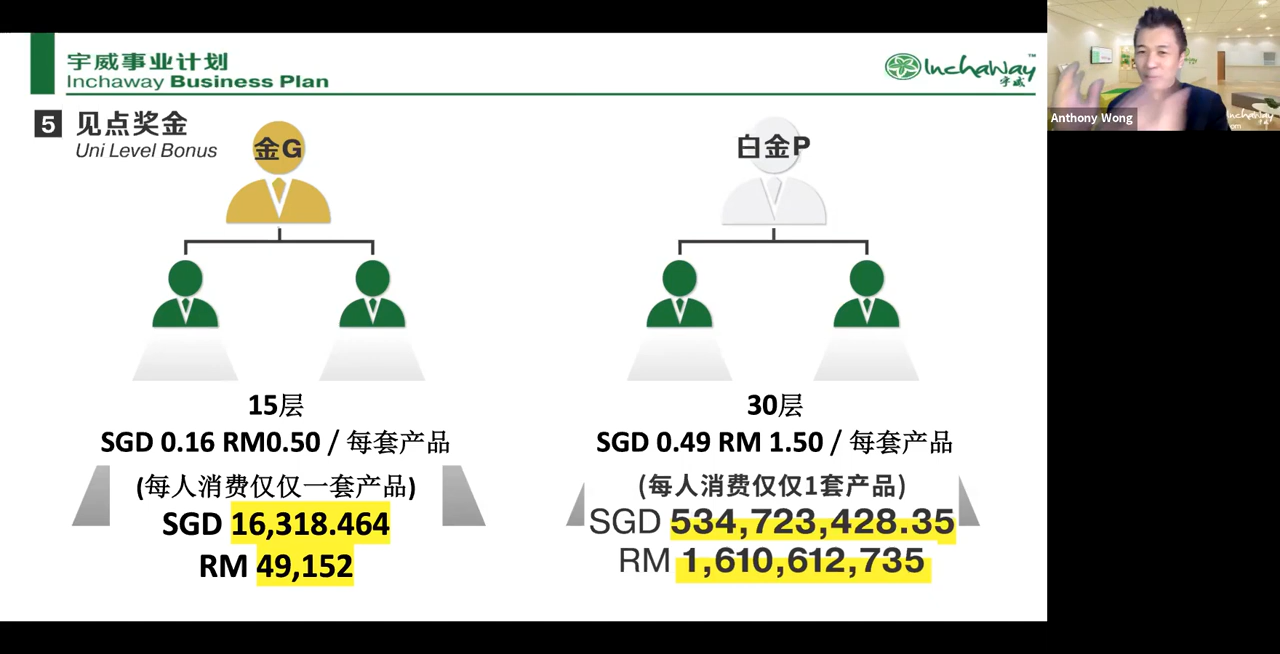 宇威事业计划
Inchaway Business Plan
Inchaway™
宇威
5 见点奖金
Uni Level Bonus
金G
白金P
15层
SGD 0.16 RM0.50 / 每套产品
(每人消费仅仅一套产品)
SGD 16,318.464
RM 49,152
30层
SGD 0.49 RM 1.50 / 每套产品
(每人消费仅仅1套产品)
SGD 534,723,428.35
RM 1,610,612,735
Anthony Wong
Inchaway